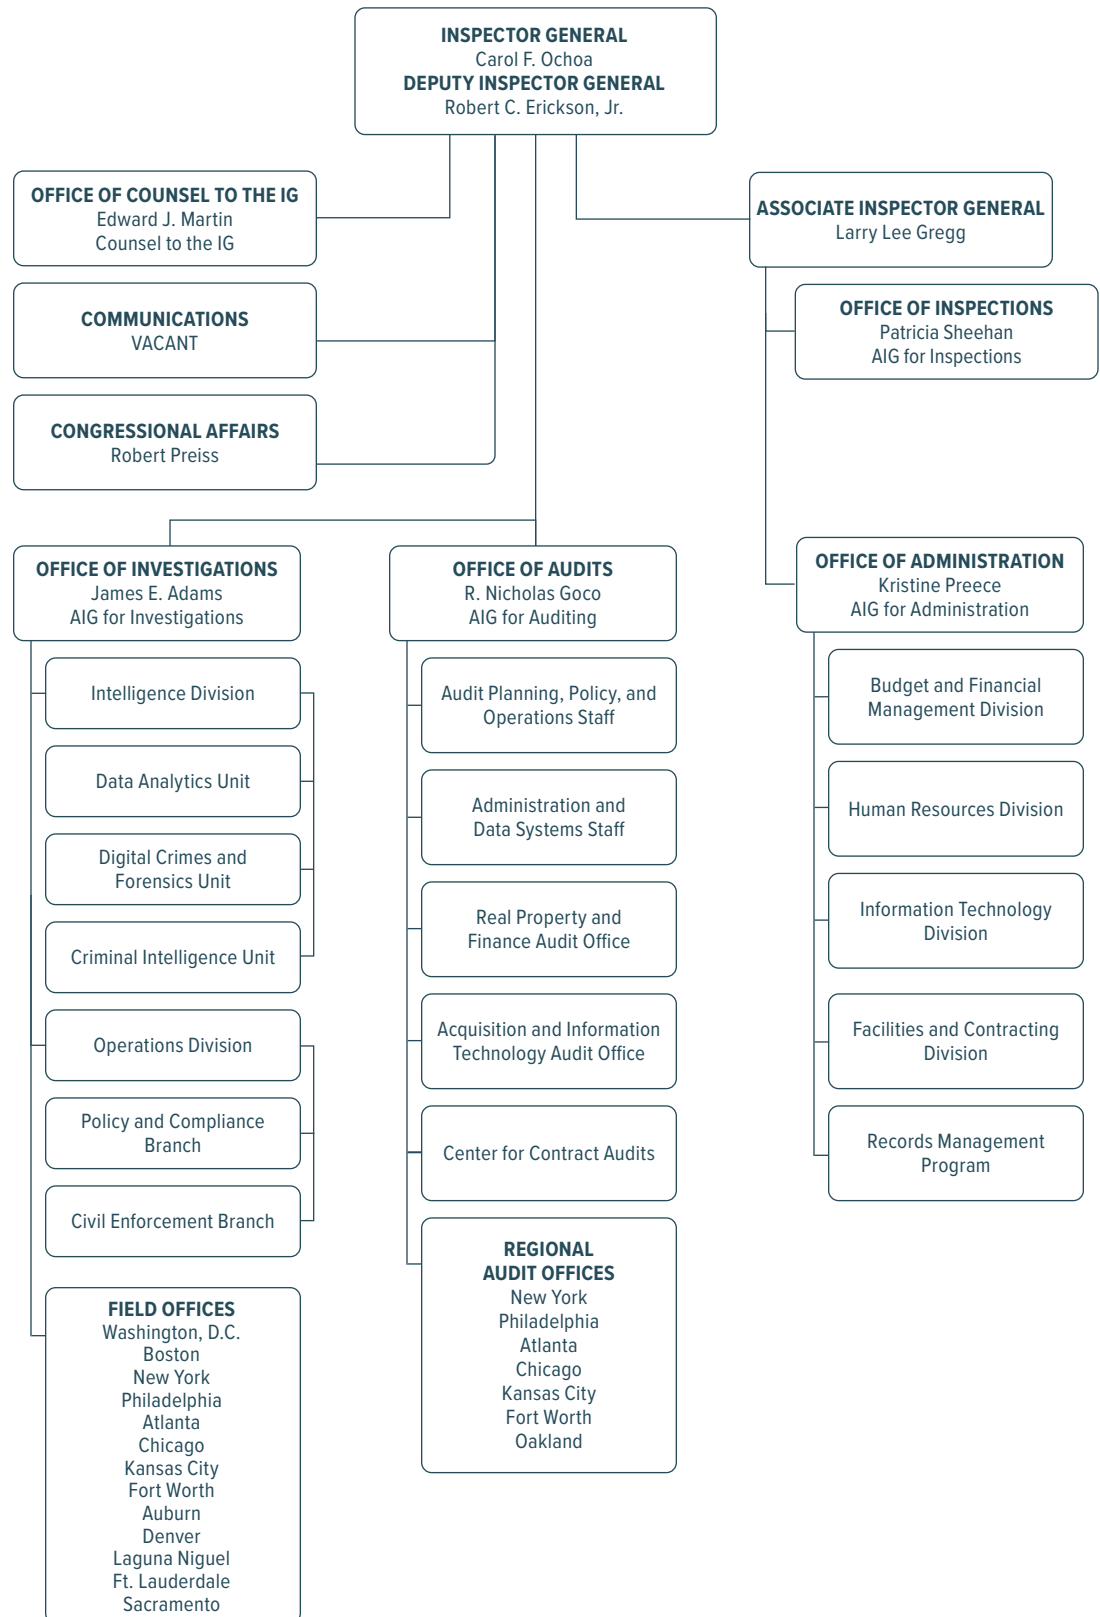 INSPECTOR GENERAL
Carol F. Ochoa
DEPUTY INSPECTOR GENERAL
Robert C. Erickson, Jr.
OFFICE OF COUNSEL TO THE IG
Edward J. Martin
Counsel to the IG
ASSOCIATE INSPECTOR GENERAL
Larry Lee Gregg
COMMUNICATIONS
VACANT
OFFICE OF INSPECTIONS
Patricia Sheehan
AIG for Inspections
CONGRESSIONAL AFFAIRS
Robert Preiss
OFFICE OF INVESTIGATIONS
James E. Adams
AIG for Investigations
Intelligence Division
Data Analytics Unit
Digital Crimes and
Forensics Unit
Criminal Intelligence Unit
Operations Division
Policy and Compliance
Branch
Civil Enforcement Branch
FIELD OFFICES
Washington, D.C.
Boston
New York
Philadelphia
Atlanta
Chicago
Kansas City
Fort Worth
Auburn
Denver
Laguna Niguel
Ft. Lauderdale
Sacramento
OFFICE OF AUDITS
R. Nicholas Goco
AIG for Auditing
Audit Planning, Policy, and
Operations Staff
Administration and
Data Systems Staff
Real Property and
Finance Audit Office
Acquisition and Information
Technology Audit Office
Center for Contract Audits
REGIONAL
AUDIT OFFICES
New York
Philadelphia
Atlanta
Chicago
Kansas City
Fort Worth
Oakland
OFFICE OF ADMINISTRATION
Kristine Preece
AIG for Administration
Budget and Financial
Management Division
Human Resources Division
Information Technology
Division
Facilities and Contracting
Division
Records Management
Program